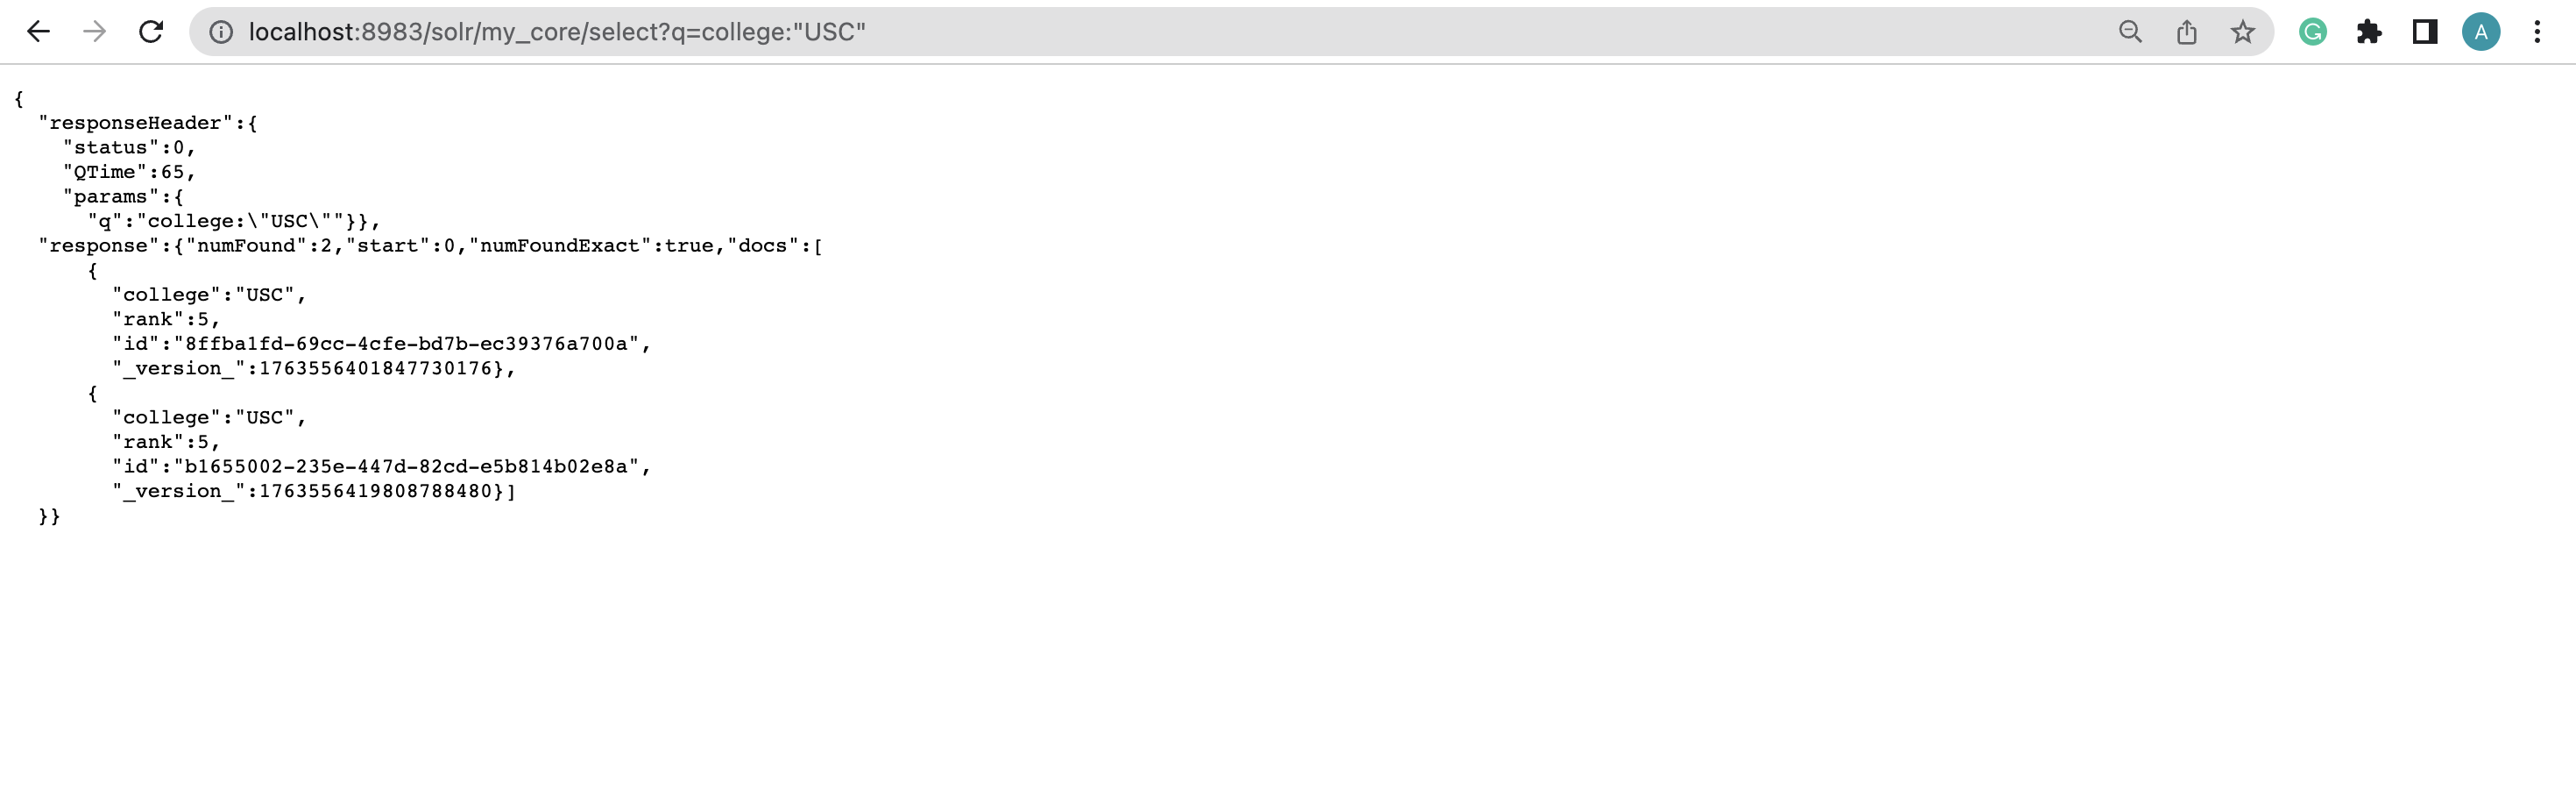 localhost:8983/solr/my_core/select?q=college:"USC"
A
{
  "responseHeader":{
    "status":0,
    "QTime":65,
    "params":{
      "q":"college:\"USC\""}},
  "response":{"numFound":2,"start":0,"numFoundExact":true,"docs":[
      {
        "college":"USC",
        "rank":5,
        "id":"8ffba1fd-69cc-4cfe-bd7b-ec39376a700a",
        "_version_":1763556401847730176},
      {
        "college":"USC",
        "rank":5,
        "id":"b1655002-235e-447d-82cd-e5b814b02e8a",
        "_version_":1763556419808788480}]
  }}